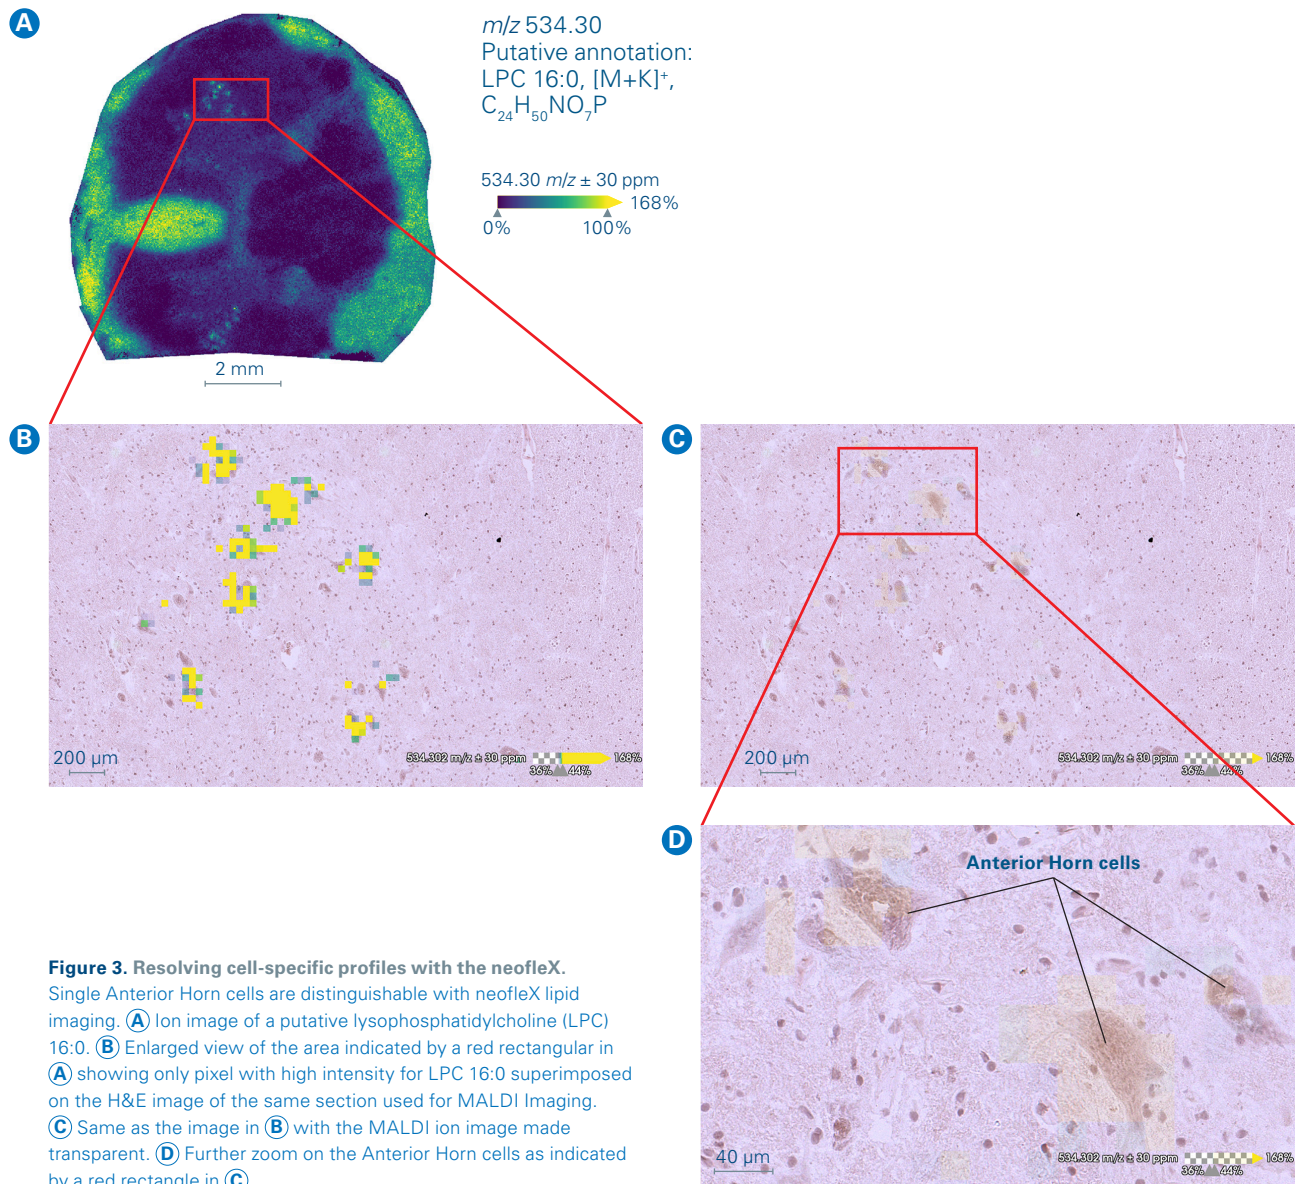 A
m/z 534.30
Putative annotation:
LPC 16:0, [M+K]⁺,
C₂₄H₅₀NO₇P
534.30 m/z ± 30 ppm
168%
0% 100%
2 mm
B
200 µm
534.302 m/z ± 30 ppm 168%
36% 44%
C
200 µm
534.302 m/z ± 30 ppm 168%
36% 44%
D
Anterior Horn cells
40 µm
534.302 m/z ± 30 ppm 168%
36% 44%
Figure 3. Resolving cell-specific profiles with the neofleX.
Single Anterior Horn cells are distinguishable with neofleX lipid
imaging. A Ion image of a putative lysophosphatidylcholine (LPC)
16:0. B Enlarged view of the area indicated by a red rectangular in
A showing only pixel with high intensity for LPC 16:0 superimposed
on the H&E image of the same section used for MALDI Imaging.
C Same as the image in B with the MALDI ion image made
transparent. D Further zoom on the Anterior Horn cells as indicated
by a red rectangle in C